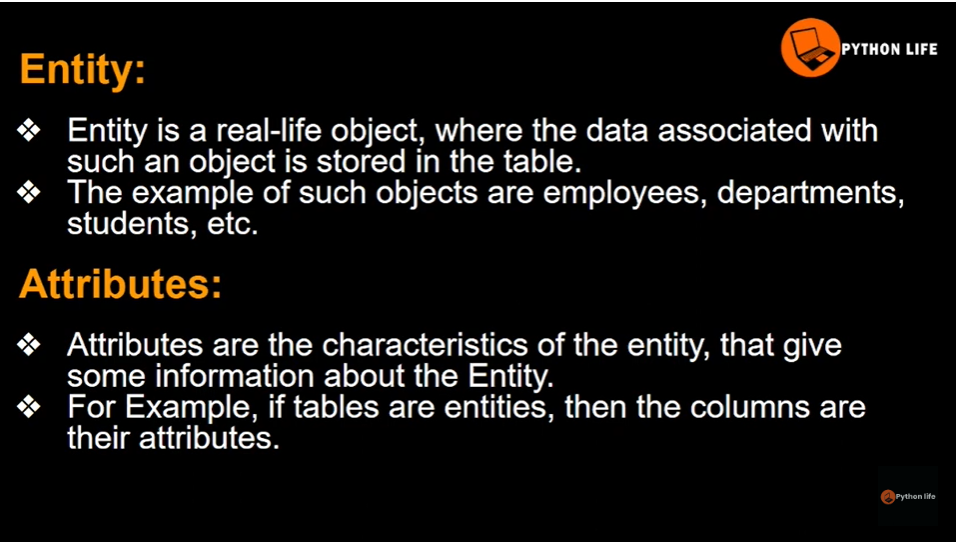 PYTHON LIFE
Entity:
❖ Entity is a real-life object, where the data associated with
such an object is stored in the table.
❖ The example of such objects are employees, departments,
students, etc.
Attributes:
❖ Attributes are the characteristics of the entity, that give
some information about the Entity.
❖ For Example, if tables are entities, then the columns are
their attributes.
Python life